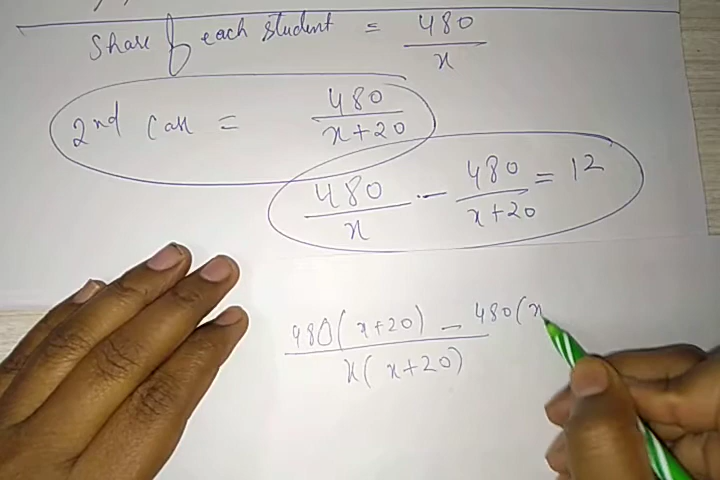 Share of each student = 480/x
2nd Case = 480/(x+20)
480/x - 480/(x+20) = 12
480(x+20) - 480(x
x(x+20)